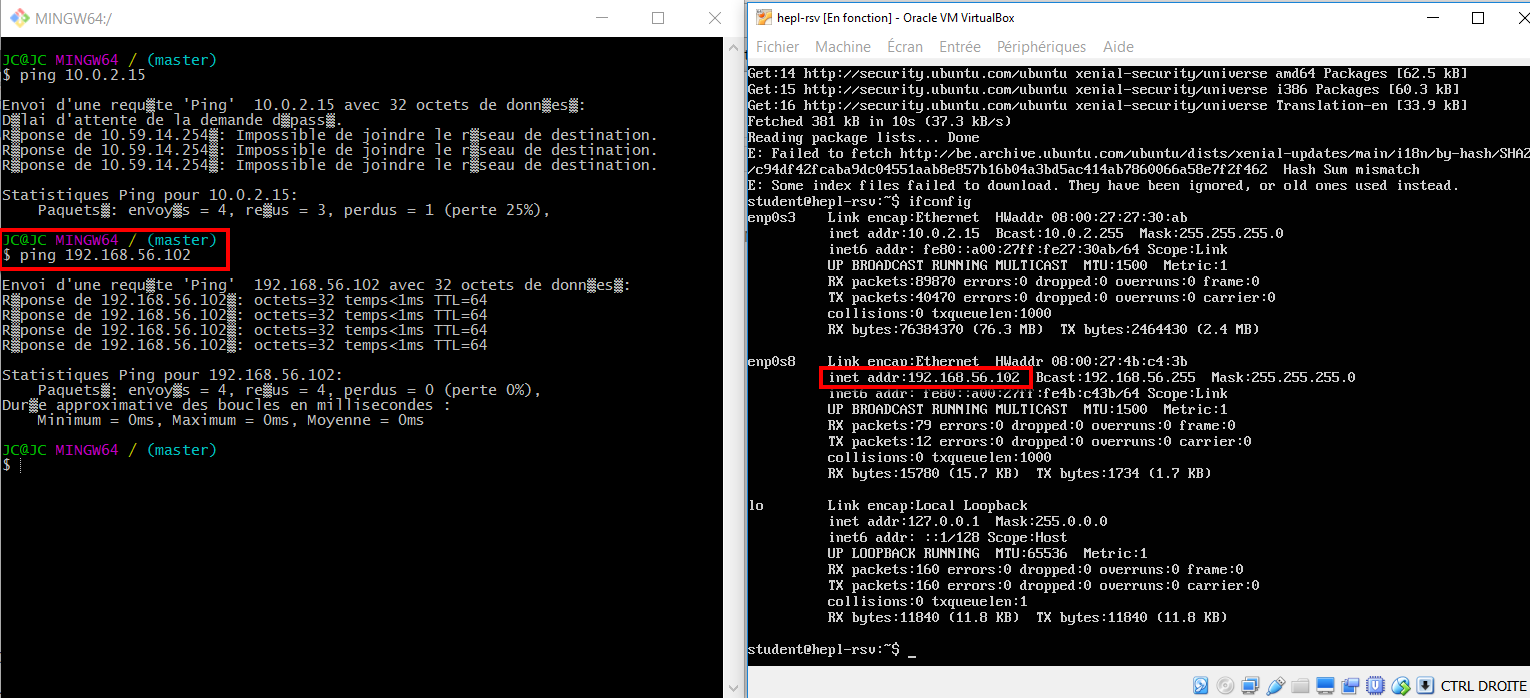 MINGW64:/
JC@JC MINGW64 / (master)
$ ping 10.0.2.15
Envoi d'une requ▒te 'Ping'  10.0.2.15 avec 32 octets de donn▒es▒:
D▒lai d'attente de la demande d▒pass▒.
R▒ponse de 10.59.14.254▒: Impossible de joindre le r▒seau de destination.
R▒ponse de 10.59.14.254▒: Impossible de joindre le r▒seau de destination.
R▒ponse de 10.59.14.254▒: Impossible de joindre le r▒seau de destination.
Statistiques Ping pour 10.0.2.15:
Paquets▒: envoy▒s = 4, re▒us = 3, perdus = 1 (perte 25%),
JC@JC MINGW64 / (master)
$ ping 192.168.56.102
Envoi d'une requ▒te 'Ping'  192.168.56.102 avec 32 octets de donn▒es▒:
R▒ponse de 192.168.56.102▒: octets=32 temps<1ms TTL=64
R▒ponse de 192.168.56.102▒: octets=32 temps<1ms TTL=64
R▒ponse de 192.168.56.102▒: octets=32 temps<1ms TTL=64
R▒ponse de 192.168.56.102▒: octets=32 temps<1ms TTL=64
Statistiques Ping pour 192.168.56.102:
Paquets▒: envoy▒s = 4, re▒us = 4, perdus = 0 (perte 0%),
Dur▒e approximative des boucles en millisecondes :
Minimum = 0ms, Maximum = 0ms, Moyenne = 0ms
JC@JC MINGW64 / (master)
$
hepl-rsv [En fonction] - Oracle VM VirtualBox
Fichier Machine Écran Entrée Périphériques Aide
Get:14 http://security.ubuntu.com/ubuntu xenial-security/universe amd64 Packages [62.5 kB]
Get:15 http://security.ubuntu.com/ubuntu xenial-security/universe i386 Packages [60.3 kB]
Get:16 http://security.ubuntu.com/ubuntu xenial-security/universe Translation-en [33.9 kB]
Fetched 381 kB in 10s (37.3 kB/s)
Reading package lists... Done
E: Failed to fetch http://be.archive.ubuntu.com/ubuntu/dists/xenial-updates/main/i18n/by-hash/SHA2
/c94df42fcaba9dc04551aab8e857b16b04a3bd5ac414ab7860066a58e7f2f462  Hash Sum mismatch
E: Some index files failed to download. They have been ignored, or old ones used instead.
student@hepl-rsv:~$ ifconfig
enp0s3 Link encap:Ethernet  HWaddr 08:00:27:27:30:ab
inet addr:10.0.2.15  Bcast:10.0.2.255  Mask:255.255.255.0
inet6 addr: fe80::a00:27ff:fe27:30ab/64 Scope:Link
UP BROADCAST RUNNING MULTICAST  MTU:1500  Metric:1
RX packets:89870 errors:0 dropped:0 overruns:0 frame:0
TX packets:40470 errors:0 dropped:0 overruns:0 carrier:0
collisions:0 txqueuelen:1000
RX bytes:76384370 (76.3 MB)  TX bytes:2464430 (2.4 MB)
enp0s8 Link encap:Ethernet  HWaddr 08:00:27:4b:c4:3b
inet addr:192.168.56.102  Bcast:192.168.56.255  Mask:255.255.255.0
inet6 addr: fe80::a00:27ff:fe4b:c43b/64 Scope:Link
UP BROADCAST RUNNING MULTICAST  MTU:1500  Metric:1
RX packets:79 errors:0 dropped:0 overruns:0 frame:0
TX packets:12 errors:0 dropped:0 overruns:0 carrier:0
collisions:0 txqueuelen:1000
RX bytes:15780 (15.7 KB)  TX bytes:1734 (1.7 KB)
lo Link encap:Local Loopback
inet addr:127.0.0.1  Mask:255.0.0.0
inet6 addr: ::1/128 Scope:Host
UP LOOPBACK RUNNING  MTU:65536  Metric:1
RX packets:160 errors:0 dropped:0 overruns:0 frame:0
TX packets:160 errors:0 dropped:0 overruns:0 carrier:0
collisions:0 txqueuelen:1
RX bytes:11840 (11.8 KB)  TX bytes:11840 (11.8 KB)
student@hepl-rsv:~$ _
CTRL DROITE